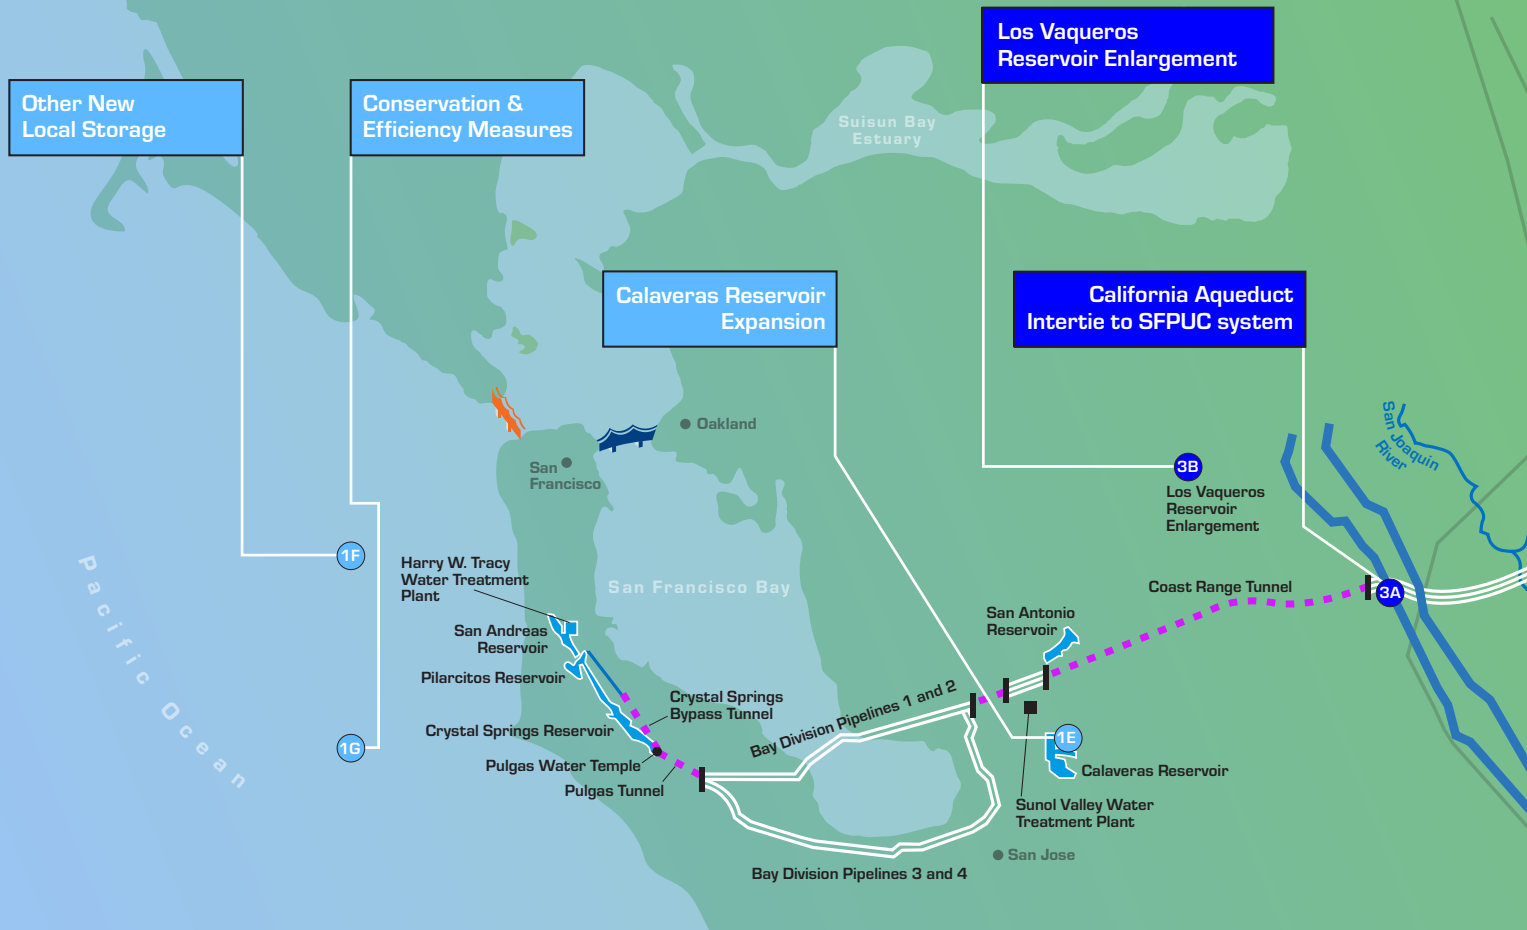 Los Vaqueros
Reservoir Enlargement
Other New
Local Storage
Conservation &
Efficiency Measures
Suisun Bay
Estuary
Calaveras Reservoir
Expansion
California Aqueduct
Intertie to SFPUC system
Oakland
San
Francisco
San Joaquin
River
3B
Los Vaqueros
Reservoir
Enlargement
1F
Harry W. Tracy
Water Treatment
Plant
San Francisco Bay
Coast Range Tunnel
3A
San Antonio
Reservoir
San Andreas
Reservoir
Pilarcitos Reservoir
Crystal Springs
Bypass Tunnel
Bay Division Pipelines 1 and 2
Pacific Ocean
Crystal Springs Reservoir
1G
1E
Pulgas Water Temple
Calaveras Reservoir
Pulgas Tunnel
Sunol Valley Water
Treatment Plant
San Jose
Bay Division Pipelines 3 and 4